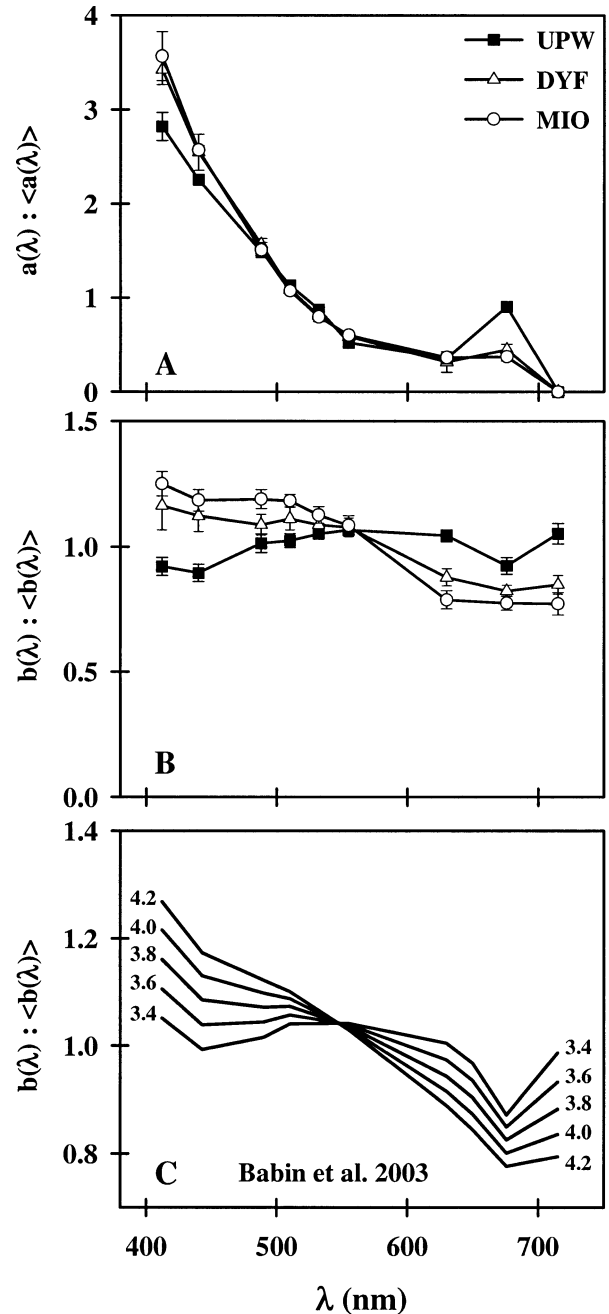 4
3
2
1
0
a(λ) : <a(λ)>
UPW
DYF
MIO
A
1.5
1.0
0.5
0.0
b(λ) : <b(λ)>
B
1.4
1.2
1.0
0.8
b(λ) : <b(λ)>
4.2
4.0
3.8
3.6
3.4
3.4
3.6
3.8
4.0
4.2
C
Babin et al. 2003
400 500 600 700
λ (nm)